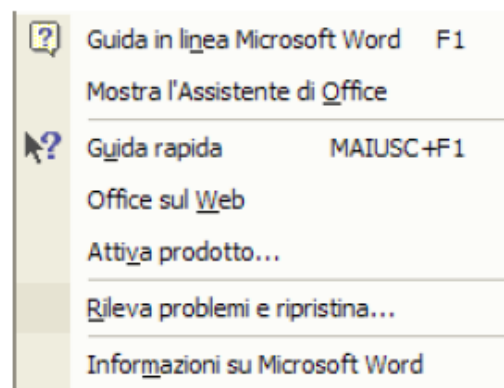 Guida in linea Microsoft Word F1
Mostra l'Assistente di Office
Guida rapida MAIUSC+F1
Office sul Web
Attiva prodotto...
Rileva problemi e ripristina...
Informazioni su Microsoft Word